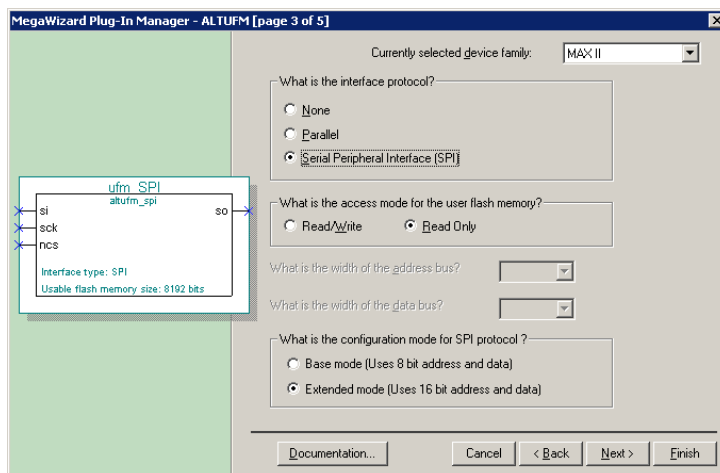 MegaWizard Plug-In Manager - ALTUFM [page 3 of 5]
Currently selected device family:
MAX II
What is the interface protocol?
None
Parallel
Serial Peripheral Interface (SPI)
ufm_SPI
altufm_spi
si
so
sck
ncs
Interface type: SPI
Usable flash memory size: 8192 bits
What is the access mode for the user flash memory?
Read/Write
Read Only
What is the width of the address bus?
What is the width of the data bus?
What is the configuration mode for SPI protocol ?
Base mode (Uses 8 bit address and data)
Extended mode (Uses 16 bit address and data)
Documentation...
Cancel
< Back
Next >
Finish